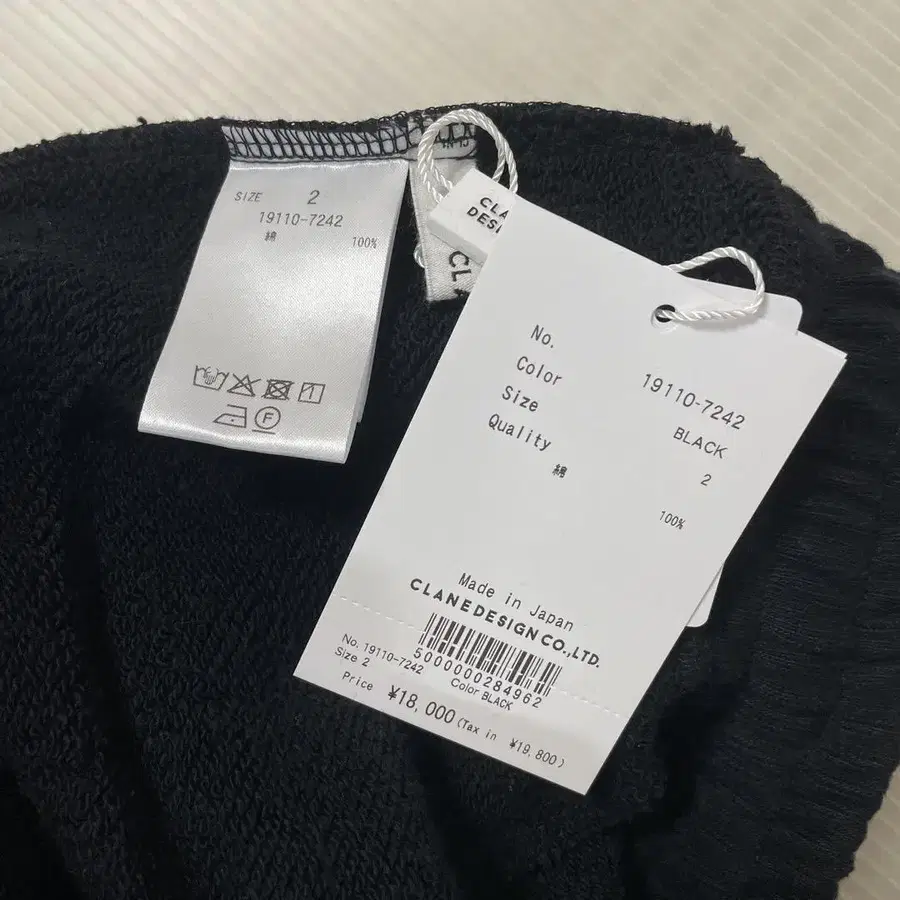 SIZE 2
19110-7242
綿 100%
F
CL
CLA
DESI
No. 19110-7242
Color BLACK
Size 2
Quality
綿 100%
Made in Japan
CLANE DESIGN CO., LTD.
5000000284962
No. 19110-7242
Size 2 Color BLACK
Price ¥18,000 (Tax in ¥19,800)